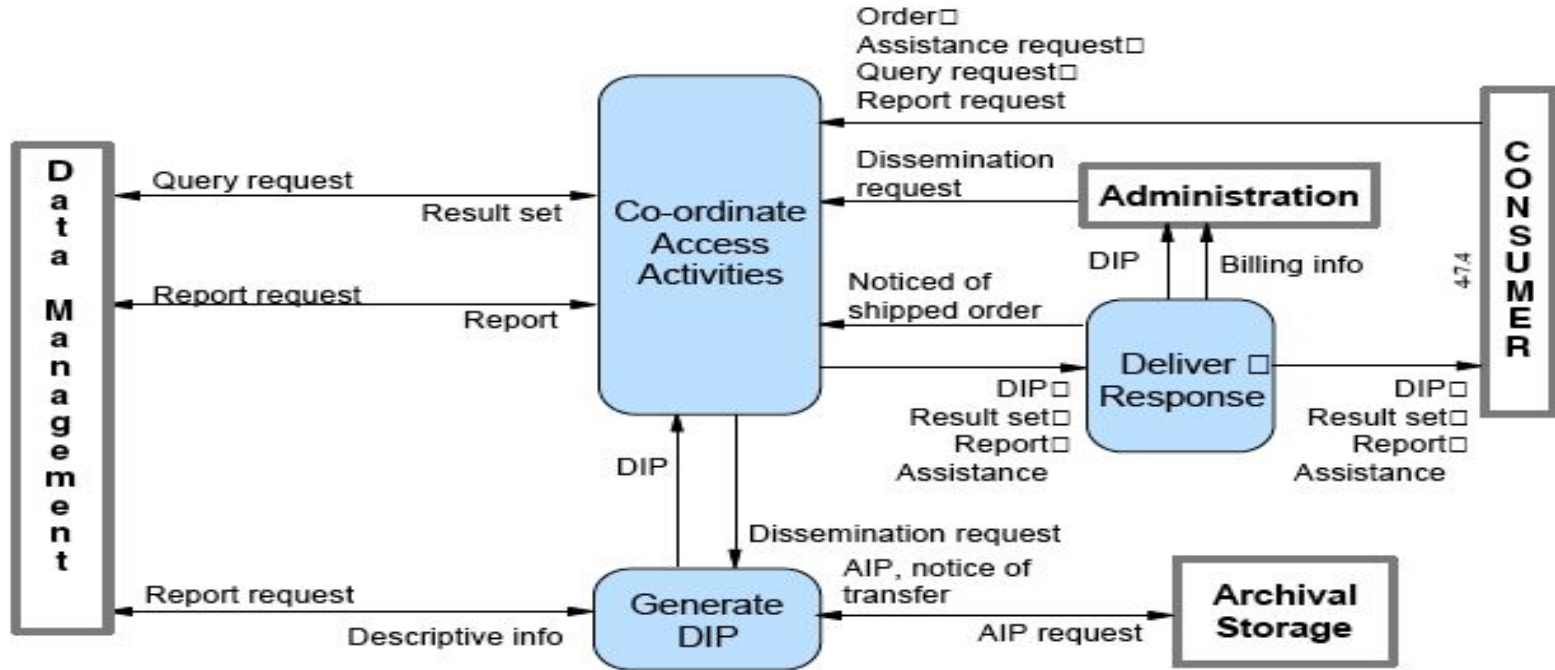 Order□
Assistance request□
Query request□
Report request
Data Management
Query request
Result set
Report request
Report
Co-ordinate
Access
Activities
Dissemination
request
Administration
CONSUMER
4-7.4
DIP
Billing info
Noticed of
shipped order
Deliver □
Response
DIP□
Result set□
Report□
Assistance
DIP□
Result set□
Report□
Assistance
DIP
Dissemination request
Report request
Descriptive info
Generate
DIP
AIP, notice of
transfer
AIP request
Archival
Storage